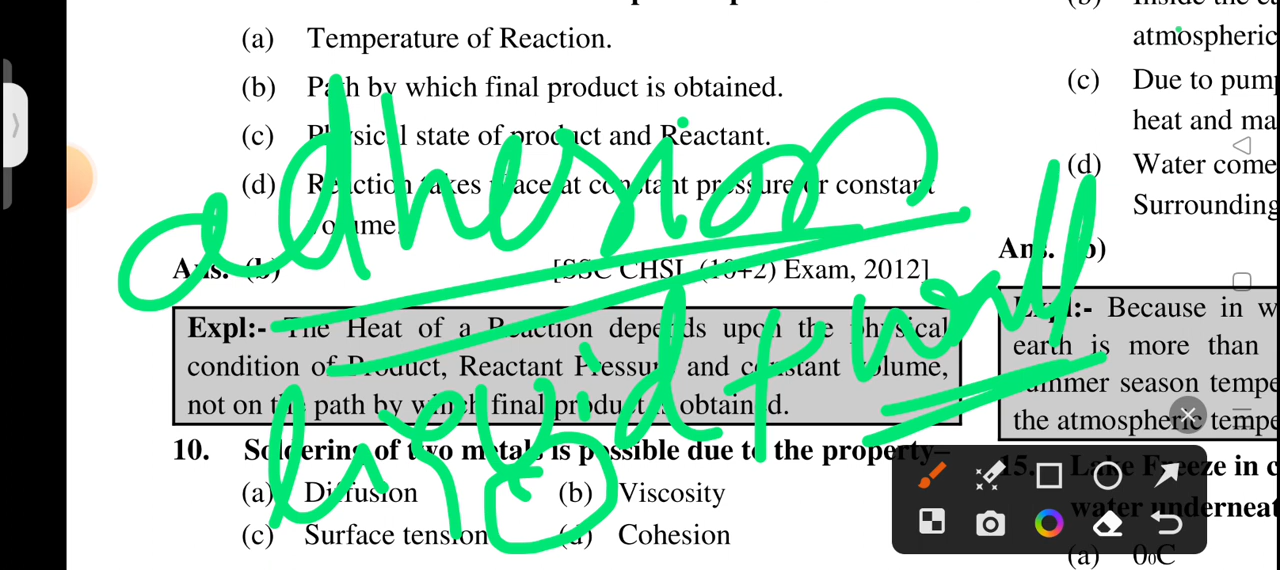 (a) Temperature of Reaction.
(b) Path by which final product is obtained.
(c) Physical state of product and Reactant.
(d) Reaction takes place at constant pressure or constant
volume.
Ans. (b) [SSC CHSL (10+2) Exam, 2012]
Expl:- The Heat of a Reaction depends upon the physical
condition of Product, Reactant Pressure and constant volume,
not on the path by which final product is obtained.
10. Soldering of two metals is possible due to the property–
(a) Diffusion (b) Viscosity
(c) Surface tension (d) Cohesion
adhesion
liquid + wall
atmospheric
(c) Due to pump
heat and ma
(d) Water come
Surrounding
Ans. (b)
Expl:- Because in w
earth is more than
summer season tempe
the atmospheric tempe
15. Lake Freeze in c
water underneat
(a) 0₀C